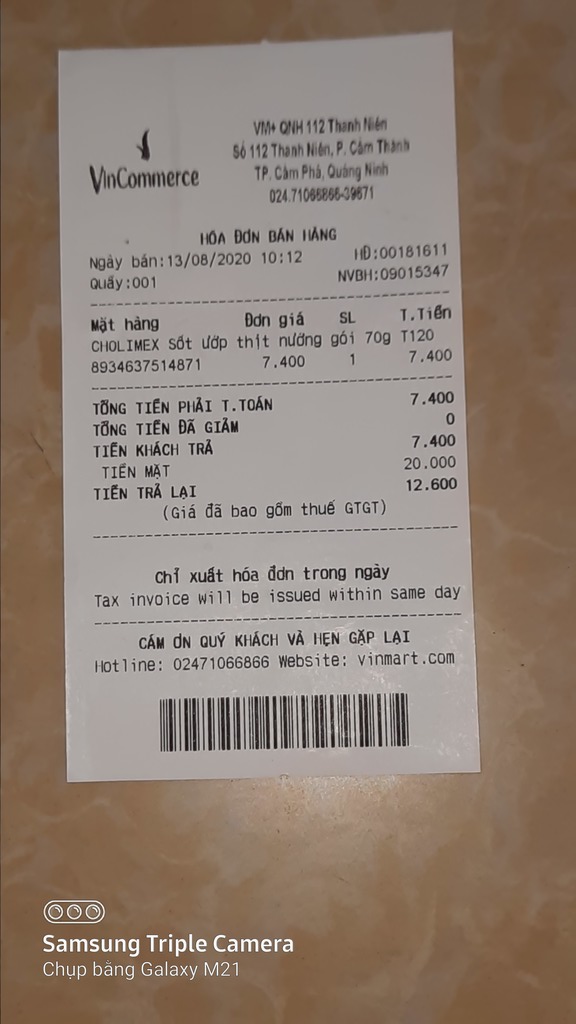 VinCommerce
VM+ QNH 112 Thanh Niên
Số 112 Thanh Niên, P. Cẩm Thành
TP. Cẩm Phả, Quảng Ninh
024.71066866-39671
HÓA ĐƠN BÁN HÀNG
Ngày bán:13/08/2020 10:12 HĐ:00181611
Quầy:001 NVBH:09015347
Mặt hàng Đơn giá SL T.Tiền
CHOLIMEX Sốt ướp thịt nướng gói 70g T120
8934637514871 7.400 1 7.400
TỔNG TIỀN PHẢI T.TOÁN 7.400
TỔNG TIỀN ĐÃ GIẢM 0
TIỀN KHÁCH TRẢ 7.400
TIỀN MẶT 20.000
TIỀN TRẢ LẠI 12.600
(Giá đã bao gồm thuế GTGT)
Chỉ xuất hóa đơn trong ngày
Tax invoice will be issued within same day
CÁM ƠN QUÝ KHÁCH VÀ HẸN GẶP LẠI
Hotline: 02471066866 Website: vinmart.com
Samsung Triple Camera
Chụp bằng Galaxy M21